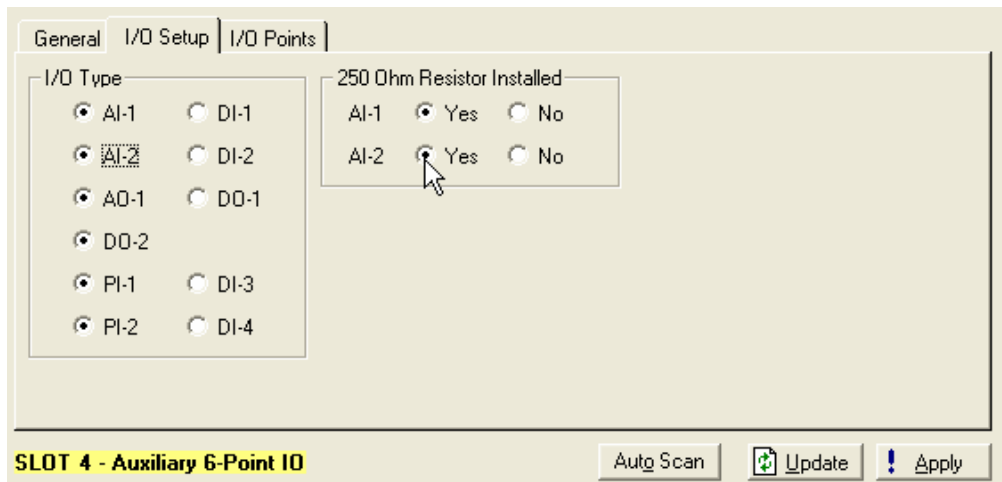 General I/O Setup I/O Points
I/O Type
AI-1 DI-1
AI-2 DI-2
AO-1 DO-1
DO-2
PI-1 DI-3
PI-2 DI-4
250 Ohm Resistor Installed
AI-1 Yes No
AI-2 Yes No
SLOT 4 - Auxiliary 6-Point IO
Auto Scan Update ! Apply